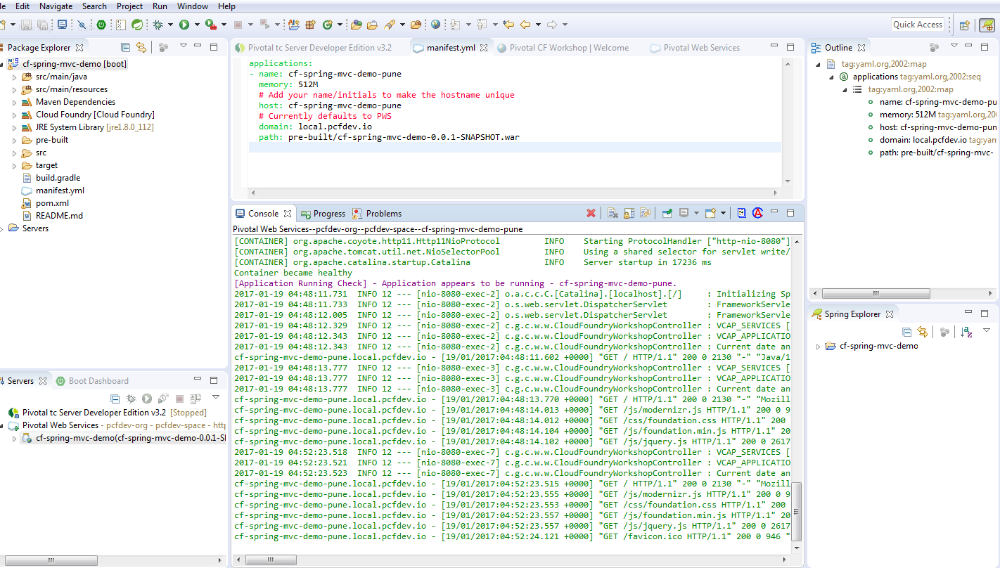 le Edit Navigate Search Project Run Window Help
Quick Access
Package Explorer
cf-spring-mvc-demo [boot]
src/main/java
src/main/resources
Maven Dependencies
Cloud Foundry [Cloud Foundry]
JRE System Library [jre1.8.0_112]
pre-built
src
target
build.gradle
manifest.yml
pom.xml
README.md
Servers
Pivotal tc Server Developer Edition v3.2 manifest.yml Pivotal CF Workshop | Welcome Pivotal Web Services
applications:
- name: cf-spring-mvc-demo-pune
memory: 512M
# Add your name/initials to make the hostname unique
host: cf-spring-mvc-demo-pune
# Currently defaults to PWS
domain: local.pcfdev.io
path: pre-built/cf-spring-mvc-demo-0.0.1-SNAPSHOT.war
Outline
tag:yaml.org,2002:map
applications tag:yaml.org,2002:seq
tag:yaml.org,2002:map
name: cf-spring-mvc-demo-pu
memory: 512M tag:yaml.org,200
host: cf-spring-mvc-demo-pun
domain: local.pcfdev.io tag:yam
path: pre-built/cf-spring-mvc-
Console Progress Problems
Pivotal Web Services--pcfdev-org--pcfdev-space--cf-spring-mvc-demo-pune
[CONTAINER] org.apache.coyote.http11.Http11NioProtocol INFO Starting ProtocolHandler ["http-nio-8080"]
[CONTAINER] org.apache.tomcat.util.net.NioSelectorPool INFO Using a shared selector for servlet write/
[CONTAINER] org.apache.catalina.startup.Catalina INFO Server startup in 17236 ms
Container became healthy
[Application Running Check] - Application appears to be running - cf-spring-mvc-demo-pune.
2017-01-19 04:48:11.731 INFO 12 --- [nio-8080-exec-2] o.a.c.c.C.[Catalina].[localhost].[/] : Initializing Sp
2017-01-19 04:48:11.733 INFO 12 --- [nio-8080-exec-2] o.s.web.servlet.DispatcherServlet : FrameworkServle
2017-01-19 04:48:12.005 INFO 12 --- [nio-8080-exec-2] o.s.web.servlet.DispatcherServlet : FrameworkServle
2017-01-19 04:48:12.329 INFO 12 --- [nio-8080-exec-2] c.g.c.w.w.CloudFoundryWorkshopController : VCAP_SERVICES [
2017-01-19 04:48:12.343 INFO 12 --- [nio-8080-exec-2] c.g.c.w.w.CloudFoundryWorkshopController : VCAP_APPLICATIO
2017-01-19 04:48:12.343 INFO 12 --- [nio-8080-exec-2] c.g.c.w.w.CloudFoundryWorkshopController : Current date an
cf-spring-mvc-demo-pune.local.pcfdev.io - [19/01/2017:04:48:11.602 +0000] "GET / HTTP/1.1" 200 0 2130 "-" "Java/1
2017-01-19 04:48:13.777 INFO 12 --- [nio-8080-exec-3] c.g.c.w.w.CloudFoundryWorkshopController : VCAP_SERVICES [
2017-01-19 04:48:13.777 INFO 12 --- [nio-8080-exec-3] c.g.c.w.w.CloudFoundryWorkshopController : VCAP_APPLICATIO
2017-01-19 04:48:13.777 INFO 12 --- [nio-8080-exec-3] c.g.c.w.w.CloudFoundryWorkshopController : Current date an
cf-spring-mvc-demo-pune.local.pcfdev.io - [19/01/2017:04:48:13.770 +0000] "GET / HTTP/1.1" 200 0 2130 "-" "Mozill
cf-spring-mvc-demo-pune.local.pcfdev.io - [19/01/2017:04:48:14.013 +0000] "GET /js/modernizr.js HTTP/1.1" 200 0 9
cf-spring-mvc-demo-pune.local.pcfdev.io - [19/01/2017:04:48:14.012 +0000] "GET /css/foundation.css HTTP/1.1" 200
cf-spring-mvc-demo-pune.local.pcfdev.io - [19/01/2017:04:48:14.104 +0000] "GET /js/foundation.min.js HTTP/1.1" 20
cf-spring-mvc-demo-pune.local.pcfdev.io - [19/01/2017:04:48:14.102 +0000] "GET /js/jquery.js HTTP/1.1" 200 0 2617
2017-01-19 04:52:23.518 INFO 12 --- [nio-8080-exec-7] c.g.c.w.w.CloudFoundryWorkshopController : VCAP_SERVICES [
2017-01-19 04:52:23.521 INFO 12 --- [nio-8080-exec-7] c.g.c.w.w.CloudFoundryWorkshopController : VCAP_APPLICATIO
2017-01-19 04:52:23.523 INFO 12 --- [nio-8080-exec-7] c.g.c.w.w.CloudFoundryWorkshopController : Current date an
cf-spring-mvc-demo-pune.local.pcfdev.io - [19/01/2017:04:52:23.515 +0000] "GET / HTTP/1.1" 200 0 2130 "-" "Mozill
cf-spring-mvc-demo-pune.local.pcfdev.io - [19/01/2017:04:52:23.555 +0000] "GET /js/modernizr.js HTTP/1.1" 200 0 9
cf-spring-mvc-demo-pune.local.pcfdev.io - [19/01/2017:04:52:23.553 +0000] "GET /css/foundation.css HTTP/1.1" 200
cf-spring-mvc-demo-pune.local.pcfdev.io - [19/01/2017:04:52:23.557 +0000] "GET /js/foundation.min.js HTTP/1.1" 20
cf-spring-mvc-demo-pune.local.pcfdev.io - [19/01/2017:04:52:23.557 +0000] "GET /js/jquery.js HTTP/1.1" 200 0 2617
cf-spring-mvc-demo-pune.local.pcfdev.io - [19/01/2017:04:52:24.121 +0000] "GET /favicon.ico HTTP/1.1" 200 0 946 "
Spring Explorer
cf-spring-mvc-demo
Servers Boot Dashboard
Pivotal tc Server Developer Edition v3.2 [Stopped]
Pivotal Web Services - pcfdev-org - pcfdev-space - http
cf-spring-mvc-demo(cf-spring-mvc-demo-0.0.1-SN